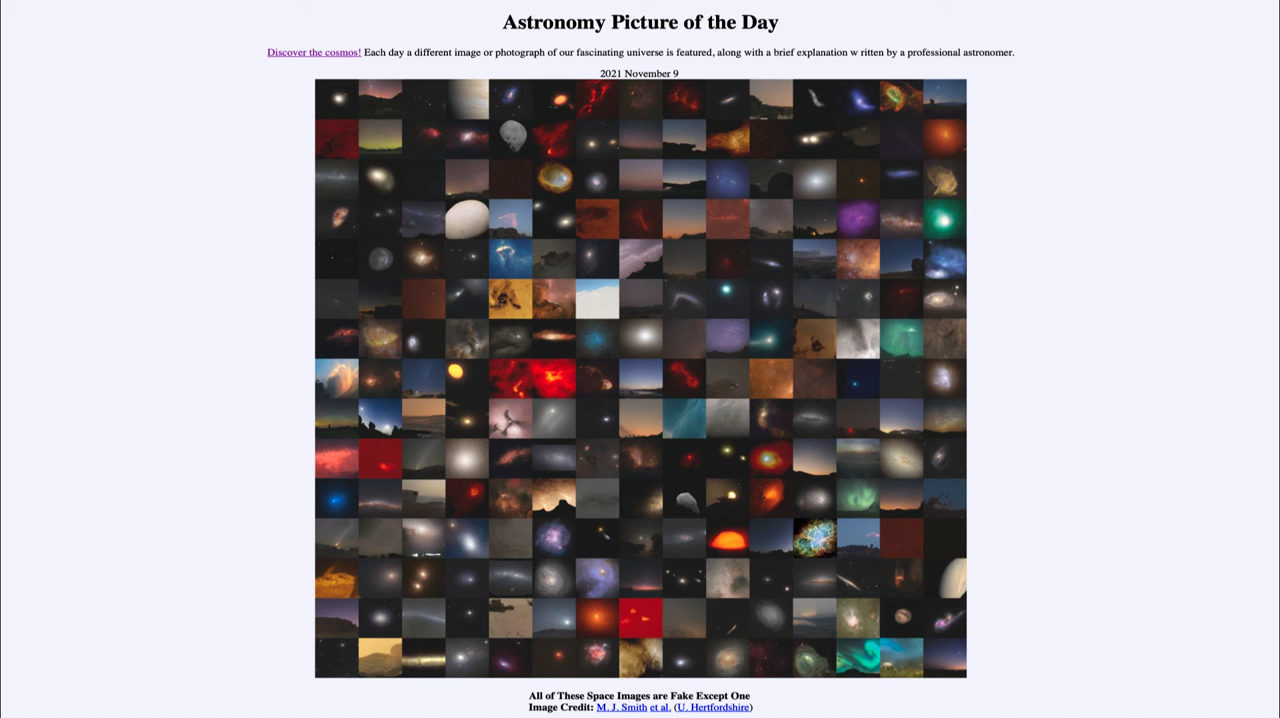 Astronomy Picture of the Day
Discover the cosmos! Each day a different image or photograph of our fascinating universe is featured, along with a brief explanation w ritten by a professional astronomer.
2021 November 9
All of These Space Images are Fake Except One
Image Credit: M. J. Smith et al. (U. Hertfordshire)